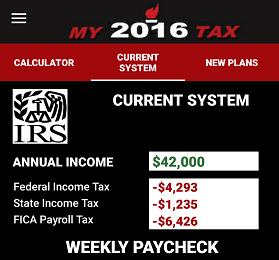 MY 2016 TAX
CALCULATOR
CURRENT
SYSTEM
NEW PLANS
CURRENT SYSTEM
IRS
ANNUAL INCOME $42,000
Federal Income Tax -$4,293
State Income Tax -$1,235
FICA Payroll Tax -$6,426
WEEKLY PAYCHECK